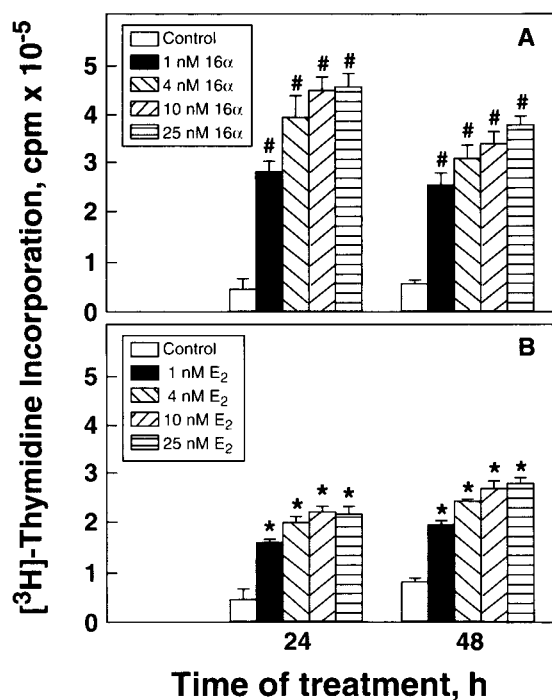 [³H]-Thymidine Incorporation, cpm x 10⁻⁵
A
Control
1 nM 16α
4 nM 16α
10 nM 16α
25 nM 16α
5
4
3
2
1
0
# # # # # # # #
B
Control
1 nM E₂
4 nM E₂
10 nM E₂
25 nM E₂
5
4
3
2
1
0
* * * * * * * *
24 48
Time of treatment, h